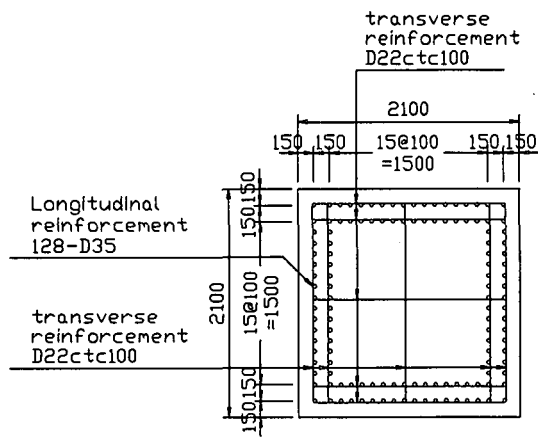 transverse
reinforcement
D22ctc100
2100
150 150 15@100 150 150
=1500
Longitudinal
reinforcement
128-D35
transverse
reinforcement
D22ctc100
2100
150
150
15@100
=1500
150
150